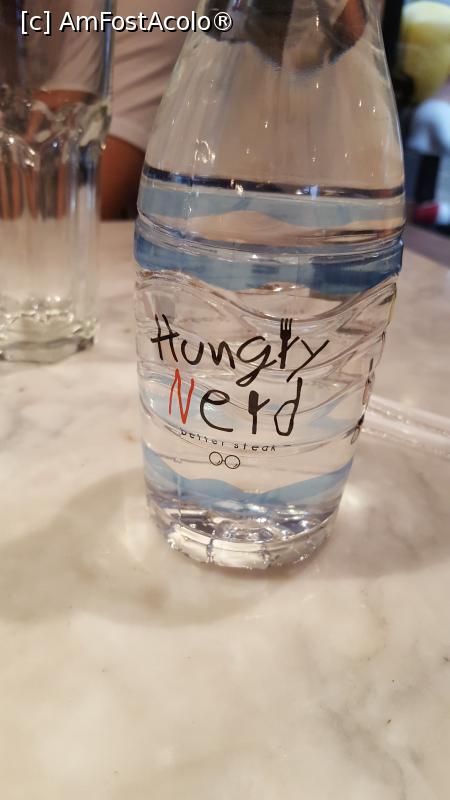 [c] AmFostAcolo®
Hungry
Nerd
better steak